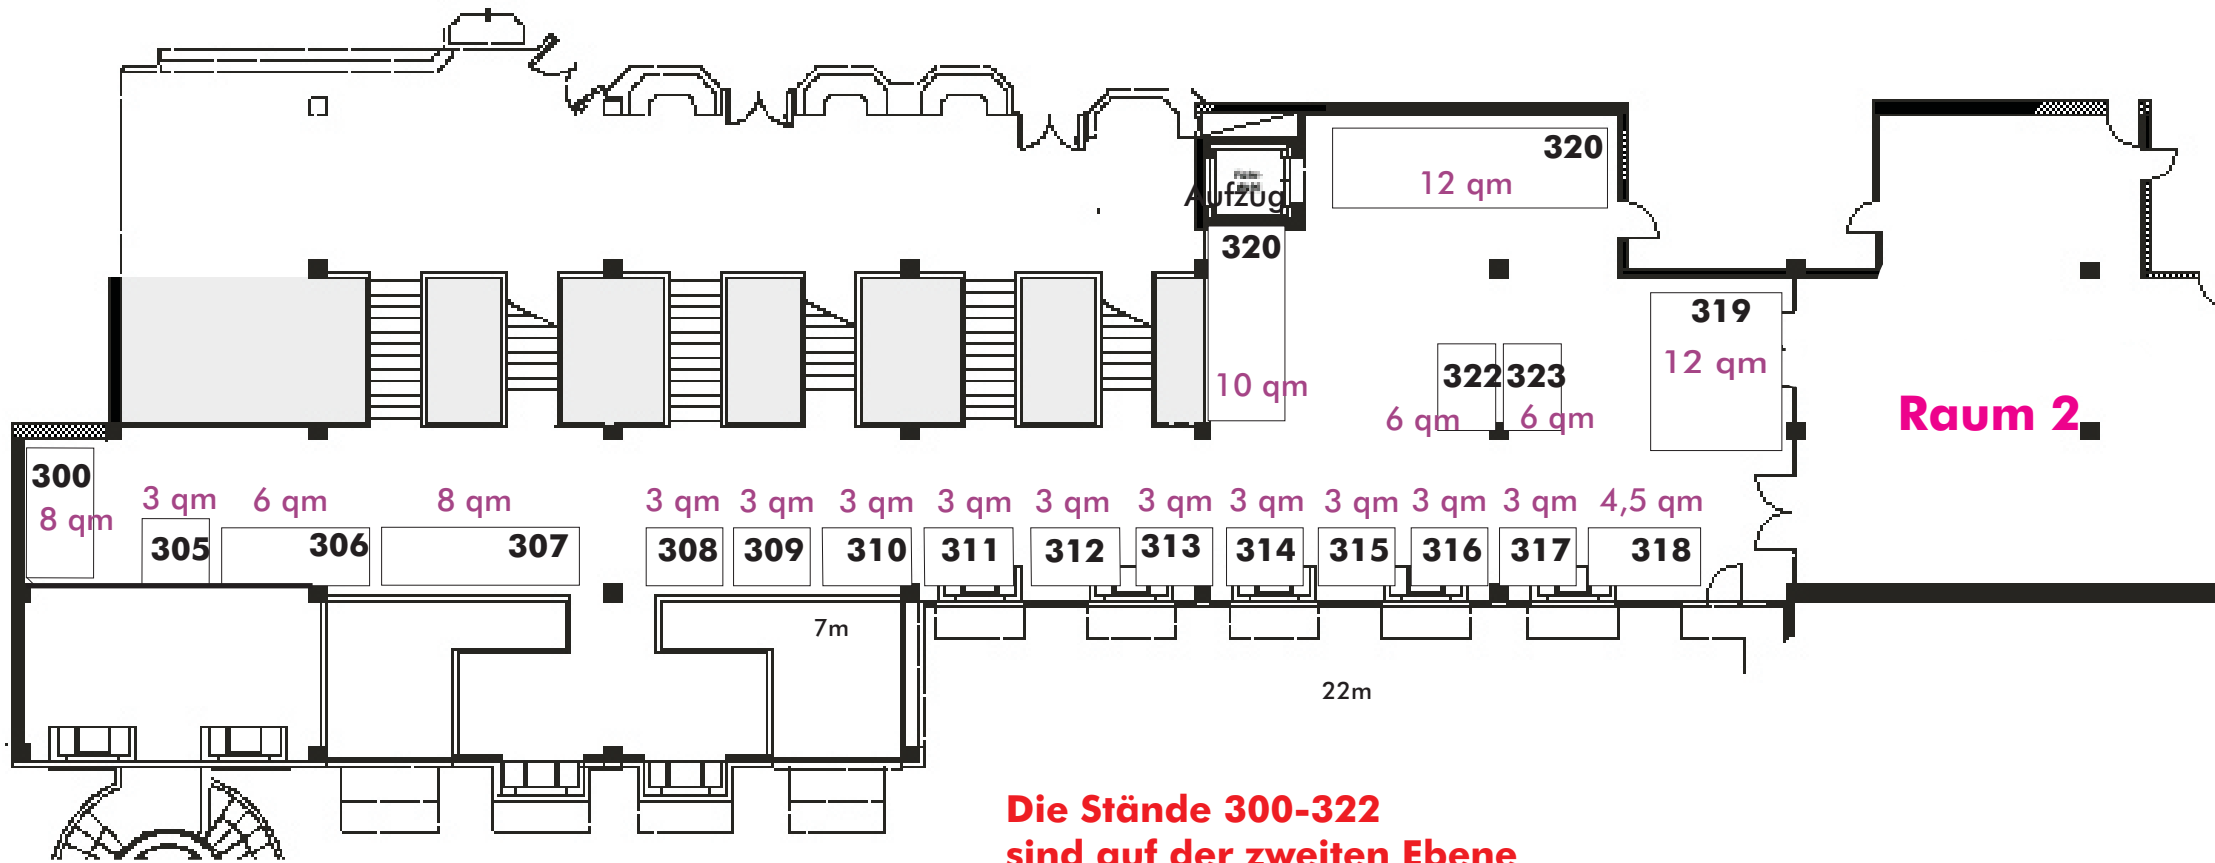 320
12 qm
Aufzug
320
10 qm
319
12 qm
322
323
6 qm
6 qm
Raum 2
300
8 qm
3 qm
6 qm
8 qm
3 qm
3 qm
3 qm
3 qm
3 qm
3 qm
3 qm
3 qm
3 qm
3 qm
4,5 qm
305
306
307
308
309
310
311
312
313
314
315
316
317
318
7m
22m
Die Stände 300-322
sind auf der zweiten Ebene